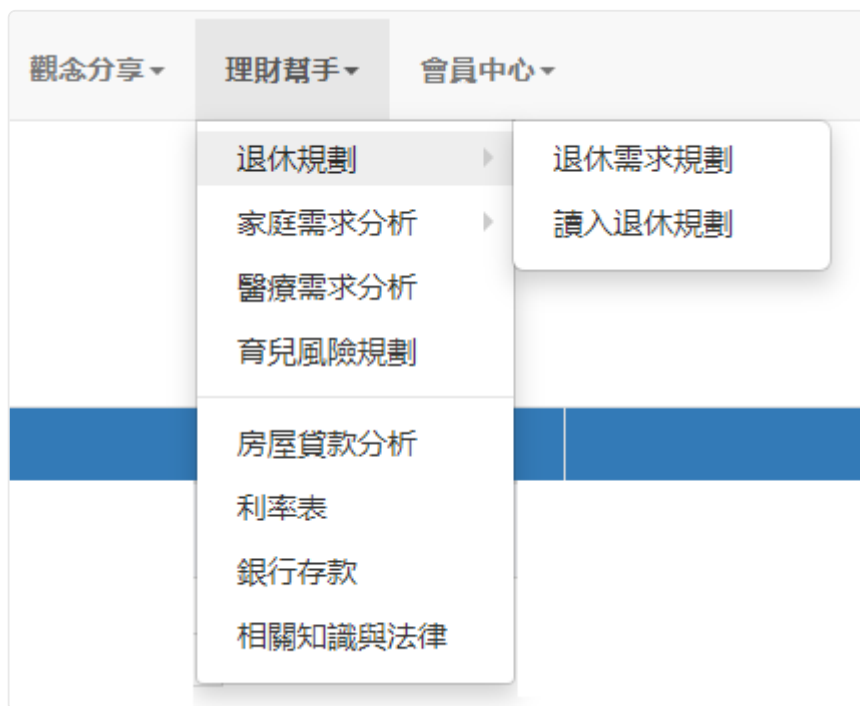 觀念分享 理財幫手 會員中心
退休規劃 退休需求規劃
家庭需求分析 讀入退休規劃
醫療需求分析
育兒風險規劃
房屋貸款分析
利率表
銀行存款
相關知識與法律